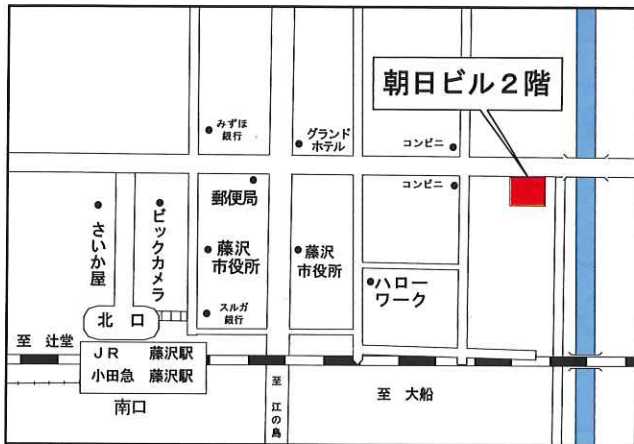 朝日ビル２階
みずほ
銀行
グランド
ホテル
コンビニ
コンビニ
郵便局
さいか屋
ビックカメラ
藤沢
市役所
藤沢
市役所
ハロー
ワーク
スルガ
銀行
北口
至 辻堂
ＪＲ 藤沢駅
小田急 藤沢駅
南口
至 江の島
至 大船